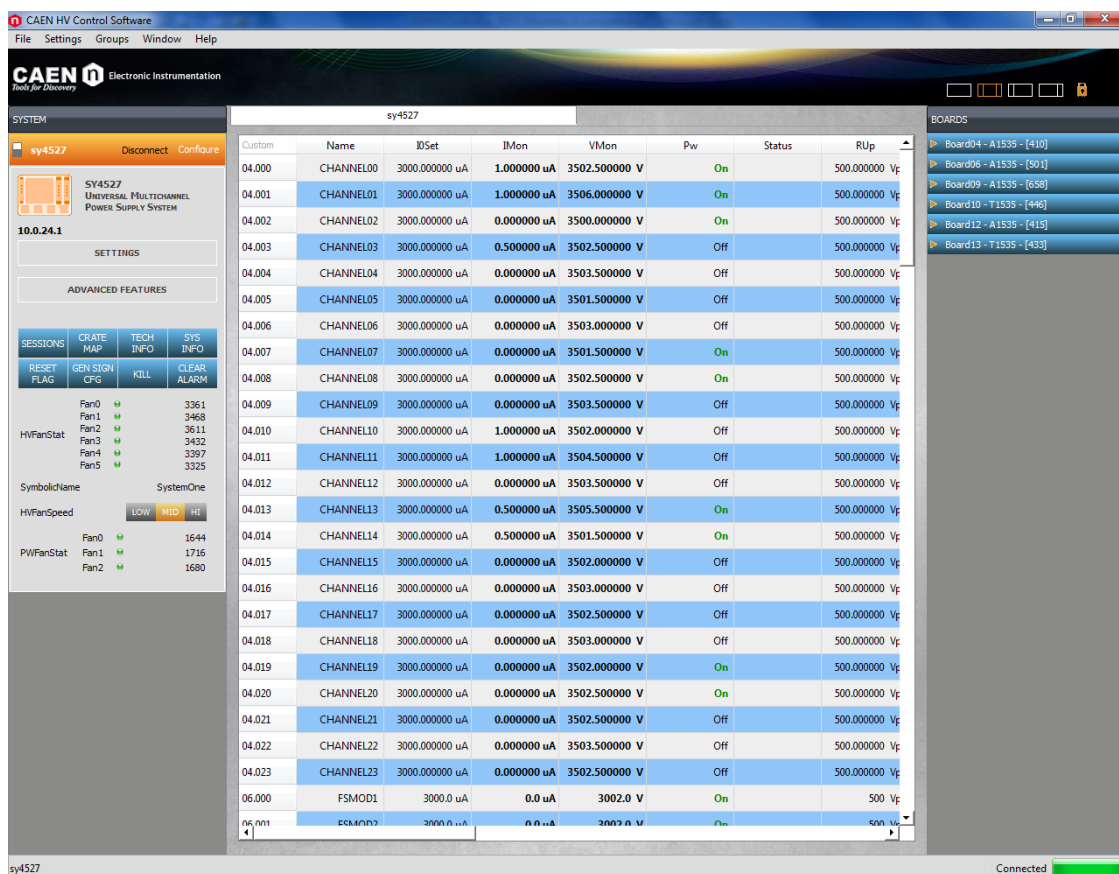 CAEN HV Control Software
File Settings Groups Window Help
CAEN n Electronic Instrumentation
Tools for Discovery
SYSTEM
sy4527 Disconnect Configure
SY4527
UNIVERSAL MULTICHANNEL
POWER SUPPLY SYSTEM
10.0.24.1
SETTINGS
ADVANCED FEATURES
SESSIONS CRATE MAP TECH INFO SYS INFO
RESET FLAG GEN SIGN CFG KILL CLEAR ALARM
HVFanStat
Fan0 3361
Fan1 3468
Fan2 3611
Fan3 3432
Fan4 3397
Fan5 3325
SymbolicName SystemOne
HVFanSpeed LOW MID HI
PWFanStat
Fan0 1644
Fan1 1716
Fan2 1680
sy4527
Custom Name I0Set IMon VMon Pw Status RUp
04.000 CHANNEL00 3000.000000 uA 1.000000 uA 3502.500000 V On 500.000000 Vp
04.001 CHANNEL01 3000.000000 uA 1.000000 uA 3506.000000 V On 500.000000 Vp
04.002 CHANNEL02 3000.000000 uA 0.000000 uA 3500.000000 V On 500.000000 Vp
04.003 CHANNEL03 3000.000000 uA 0.500000 uA 3502.500000 V Off 500.000000 Vp
04.004 CHANNEL04 3000.000000 uA 0.000000 uA 3503.500000 V Off 500.000000 Vp
04.005 CHANNEL05 3000.000000 uA 0.000000 uA 3501.500000 V Off 500.000000 Vp
04.006 CHANNEL06 3000.000000 uA 0.000000 uA 3503.000000 V Off 500.000000 Vp
04.007 CHANNEL07 3000.000000 uA 0.000000 uA 3501.500000 V On 500.000000 Vp
04.008 CHANNEL08 3000.000000 uA 0.000000 uA 3502.500000 V On 500.000000 Vp
04.009 CHANNEL09 3000.000000 uA 0.000000 uA 3503.500000 V Off 500.000000 Vp
04.010 CHANNEL10 3000.000000 uA 1.000000 uA 3502.000000 V Off 500.000000 Vp
04.011 CHANNEL11 3000.000000 uA 1.000000 uA 3504.500000 V Off 500.000000 Vp
04.012 CHANNEL12 3000.000000 uA 0.000000 uA 3503.500000 V Off 500.000000 Vp
04.013 CHANNEL13 3000.000000 uA 0.500000 uA 3505.500000 V On 500.000000 Vp
04.014 CHANNEL14 3000.000000 uA 0.500000 uA 3501.500000 V On 500.000000 Vp
04.015 CHANNEL15 3000.000000 uA 0.000000 uA 3502.000000 V Off 500.000000 Vp
04.016 CHANNEL16 3000.000000 uA 0.000000 uA 3503.000000 V Off 500.000000 Vp
04.017 CHANNEL17 3000.000000 uA 0.000000 uA 3502.500000 V Off 500.000000 Vp
04.018 CHANNEL18 3000.000000 uA 0.000000 uA 3503.000000 V Off 500.000000 Vp
04.019 CHANNEL19 3000.000000 uA 0.000000 uA 3502.000000 V On 500.000000 Vp
04.020 CHANNEL20 3000.000000 uA 0.000000 uA 3502.500000 V On 500.000000 Vp
04.021 CHANNEL21 3000.000000 uA 0.000000 uA 3502.500000 V Off 500.000000 Vp
04.022 CHANNEL22 3000.000000 uA 0.000000 uA 3503.500000 V Off 500.000000 Vp
04.023 CHANNEL23 3000.000000 uA 0.000000 uA 3502.500000 V Off 500.000000 Vp
06.000 FSMOD1 3000.0 uA 0.0 uA 3002.0 V On 500 Vp
06.001 FSMOD2 3000.0 uA 0.0 uA 3002.0 V On 500 Vp
BOARDS
Board04 - A1535 - [410]
Board06 - A1535 - [501]
Board09 - A1535 - [658]
Board10 - T1535 - [446]
Board12 - A1535 - [415]
Board13 - T1535 - [433]
sy4527 Connected